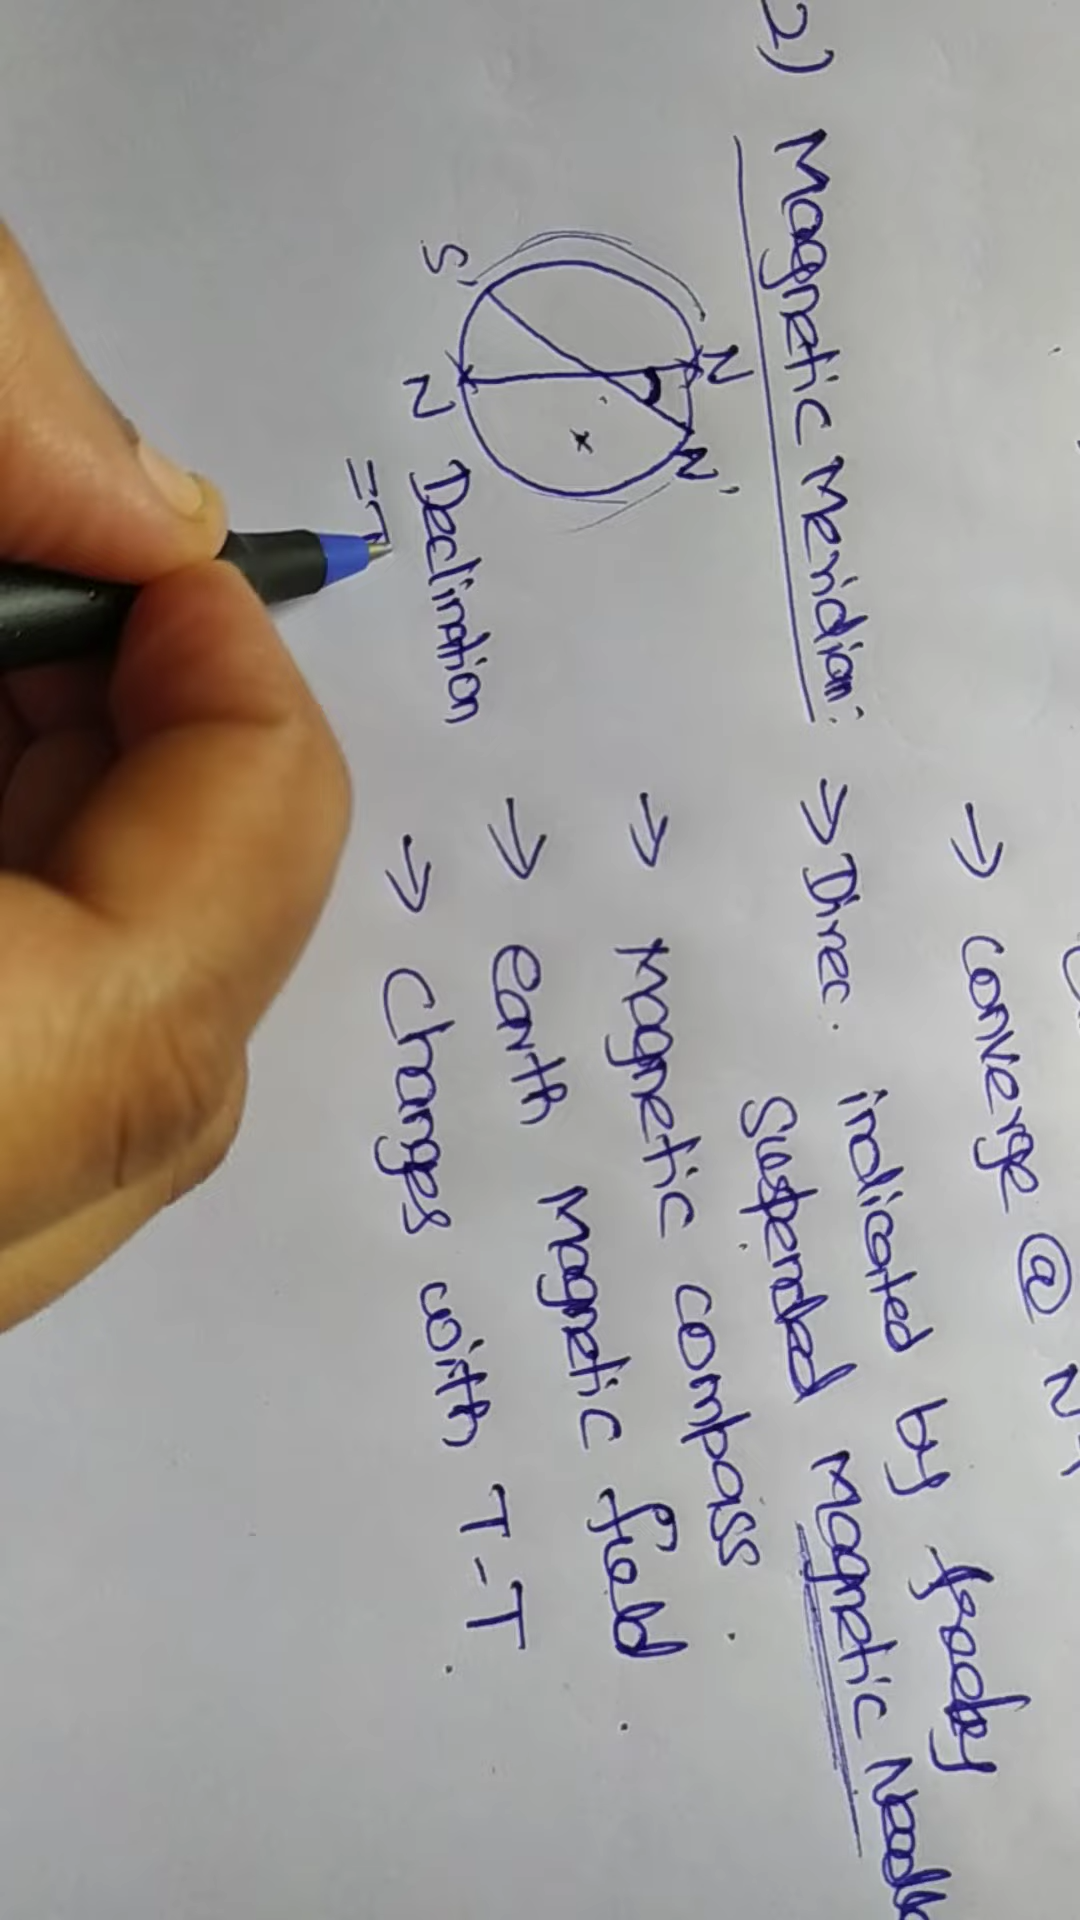 → converge @ N
2) Magnetic Meridian: → Direc. indicated by freely
suspended Magnetic Needle
→ Magnetic compass
→ earth Magnetic field
→ changes with T-T
N
N'
S'
N
Declination
=T